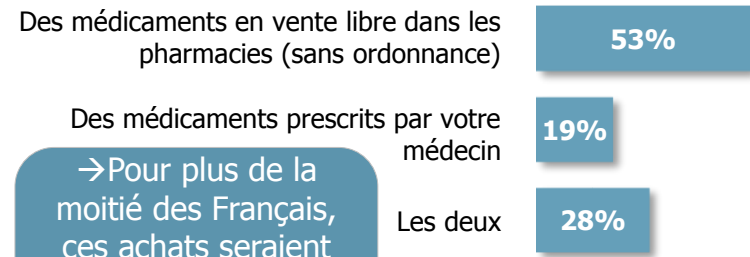 Des médicaments en vente libre dans les
pharmacies (sans ordonnance)
53%
Des médicaments prescrits par votre
médecin
19%
→Pour plus de la
moitié des Français,
ces achats seraient
Les deux
28%